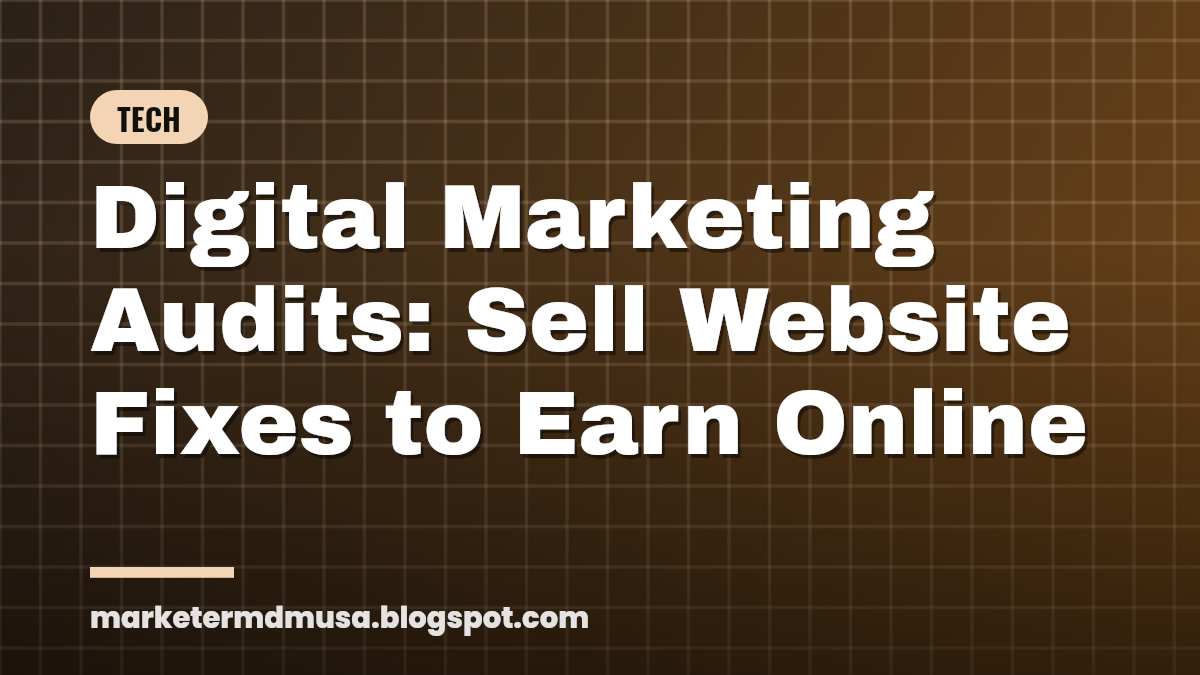 TECH
Digital Marketing
Audits: Sell Website
Fixes to Earn Online
marketermdmusa.blogspot.com